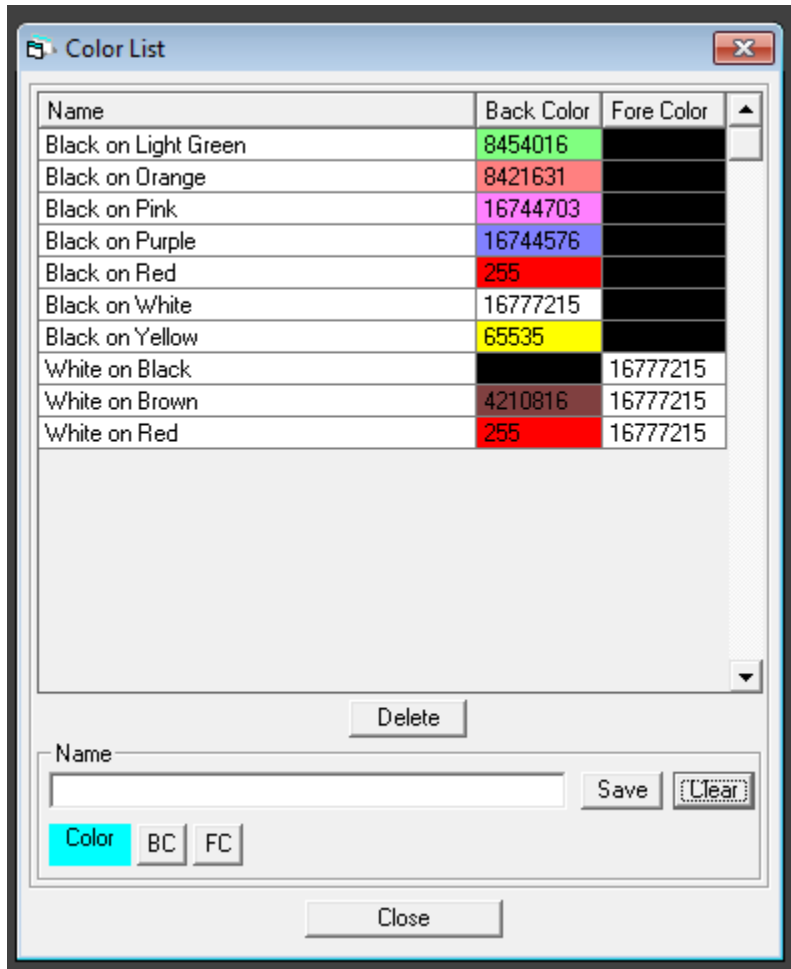 Color List
Name Back Color Fore Color
Black on Light Green 8454016
Black on Orange 8421631
Black on Pink 16744703
Black on Purple 16744576
Black on Red 255
Black on White 16777215
Black on Yellow 65535
White on Black 16777215
White on Brown 4210816 16777215
White on Red 255 16777215
Delete
Name
Save Clear
Color BC FC
Close